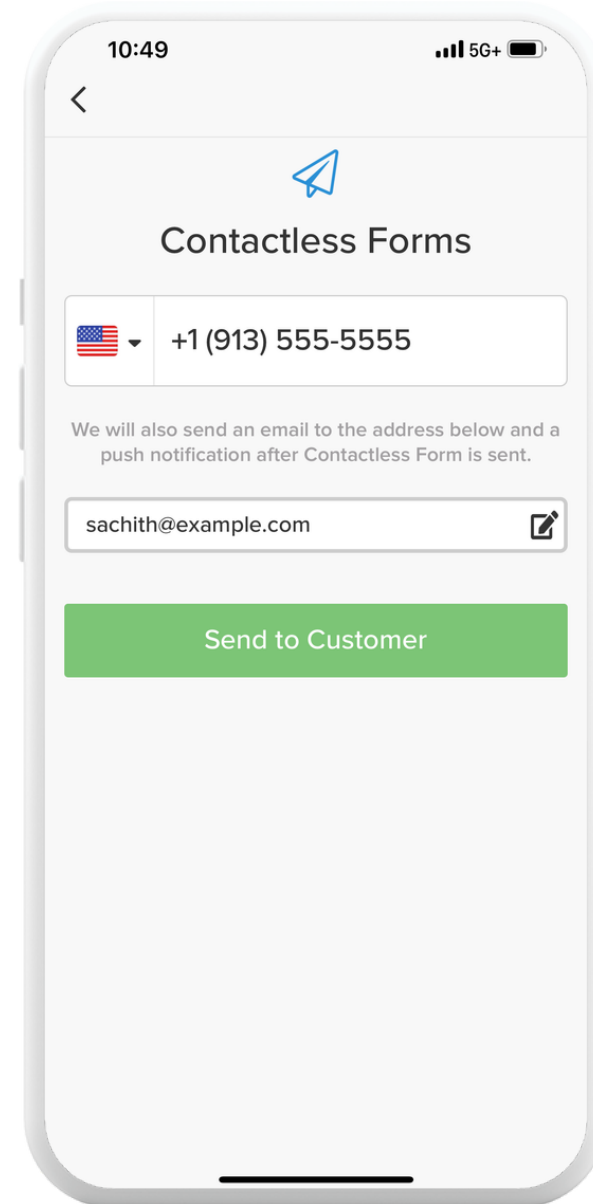 10:49
5G+
Contactless Forms
+1 (913) 555-5555
We will also send an email to the address below and a
push notification after Contactless Form is sent.
sachith@example.com
Send to Customer